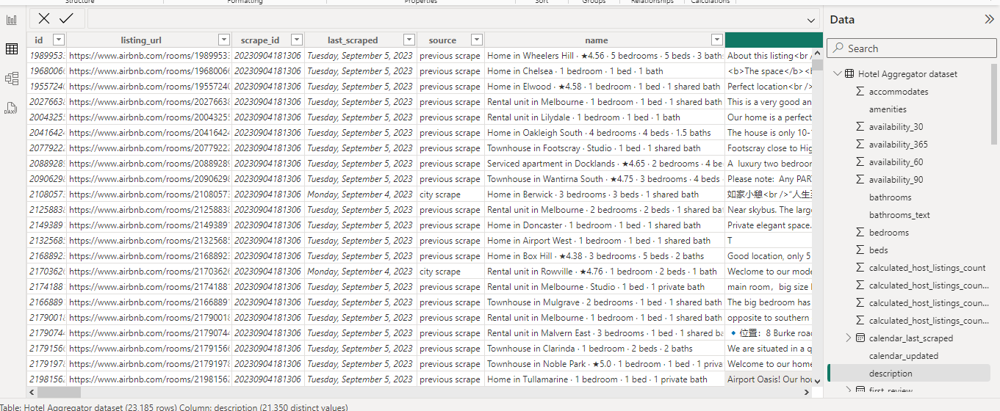 Structure Formatting Properties Sort Groups Relationships Calculations
Data
Search
id listing_url scrape_id last_scraped source name
1989953 https://www.airbnb.com/rooms/1989953 20230904181306 Tuesday, September 5, 2023 previous scrape Home in Wheelers Hill · ★4.56 · 5 bedrooms · 5 beds · 3 baths About this listing<br /
1968006 https://www.airbnb.com/rooms/1968006 20230904181306 Tuesday, September 5, 2023 previous scrape Home in Chelsea · 1 bedroom · 1 bed · 1 bath <b>The space</b><b
1955724 https://www.airbnb.com/rooms/1955724 20230904181306 Tuesday, September 5, 2023 previous scrape Home in Elwood · ★4.58 · 1 bedroom · 1 bed · 1 shared bath Perfect location<br />
2027663 https://www.airbnb.com/rooms/2027663 20230904181306 Tuesday, September 5, 2023 previous scrape Rental unit in Melbourne · 1 bedroom · 1 bed · 1 shared bath This is a very good an
2004325 https://www.airbnb.com/rooms/2004325 20230904181306 Tuesday, September 5, 2023 previous scrape Rental unit in Lilydale · 1 bedroom · 1 bed · 1 bath Our home is a perfect
2041642 https://www.airbnb.com/rooms/2041642 20230904181306 Tuesday, September 5, 2023 previous scrape Home in Oakleigh South · 4 bedrooms · 4 beds · 1.5 baths The house is only 10-
2077922 https://www.airbnb.com/rooms/2077922 20230904181306 Tuesday, September 5, 2023 previous scrape Townhouse in Footscray · Studio · 1 bed · 1 shared bath Footscray close to Hig
2088928 https://www.airbnb.com/rooms/2088928 20230904181306 Tuesday, September 5, 2023 previous scrape Serviced apartment in Docklands · ★4.65 · 2 bedrooms · 4 be A luxury two bedroom
2090629 https://www.airbnb.com/rooms/2090629 20230904181306 Tuesday, September 5, 2023 previous scrape Townhouse in Wantirna South · ★4.75 · 3 bedrooms · 4 beds · Please note: Any PAR
2108057 https://www.airbnb.com/rooms/2108057 20230904181306 Monday, September 4, 2023 city scrape Home in Berwick · 3 bedrooms · 3 beds · 1 shared bath 如家小憩<br />"人生
2125883 https://www.airbnb.com/rooms/2125883 20230904181306 Tuesday, September 5, 2023 previous scrape Rental unit in Melbourne · 2 bedrooms · 2 beds · 1 shared bath Near skybus. The large
2149389 https://www.airbnb.com/rooms/2149389 20230904181306 Tuesday, September 5, 2023 previous scrape Home in Doncaster · 1 bedroom · 1 bed · 1 shared bath Private elegant space.
2132568 https://www.airbnb.com/rooms/2132568 20230904181306 Tuesday, September 5, 2023 previous scrape Home in Airport West · 1 bedroom · 1 bed · 1 shared bath T
2168892 https://www.airbnb.com/rooms/2168892 20230904181306 Tuesday, September 5, 2023 previous scrape Home in Box Hill · ★4.38 · 3 bedrooms · 5 beds · 2 baths Good location, only 5
2170362 https://www.airbnb.com/rooms/2170362 20230904181306 Monday, September 4, 2023 city scrape Rental unit in Rowville · ★4.76 · 1 bedroom · 2 beds · 1 bath Weclome to our mode
2174188 https://www.airbnb.com/rooms/2174188 20230904181306 Tuesday, September 5, 2023 previous scrape Rental unit in Melbourne · Studio · 1 bed · 1 private bath main room，big size
2166889 https://www.airbnb.com/rooms/2166889 20230904181306 Tuesday, September 5, 2023 previous scrape Townhouse in Mulgrave · 2 bedrooms · 1 bed · 1 shared bath The big bedroom has
2179001 https://www.airbnb.com/rooms/2179001 20230904181306 Tuesday, September 5, 2023 previous scrape Rental unit in Melbourne · 1 bedroom · 1 bed · 1 shared bath opposite to southern
2179074 https://www.airbnb.com/rooms/2179074 20230904181306 Tuesday, September 5, 2023 previous scrape Rental unit in Malvern East · 3 bedrooms · 1 bed · 1 shared ba 🔹位置：8 Burke road
2179156 https://www.airbnb.com/rooms/2179156 20230904181306 Tuesday, September 5, 2023 previous scrape Townhouse in Clarinda · 1 bedroom · 2 beds · 2 baths We are situated in a q
2179197 https://www.airbnb.com/rooms/2179197 20230904181306 Tuesday, September 5, 2023 previous scrape Townhouse in Noble Park · ★5.0 · 1 bedroom · 1 bed · 1 priva Welcome to our home
2198156 https://www.airbnb.com/rooms/2198156 20230904181306 Tuesday, September 5, 2023 previous scrape Home in Tullamarine · 1 bedroom · 1 bed · 1 private bath Airport Oasis! Our hou
Hotel Aggregator dataset
accommodates
amenities
availability_30
availability_365
availability_60
availability_90
bathrooms
bathrooms_text
bedrooms
beds
calculated_host_listings_count
calculated_host_listings_coun...
calculated_host_listings_coun...
calculated_host_listings_coun...
calendar_last_scraped
calendar_updated
description
first_review
Table: Hotel Aggregator dataset (23,185 rows) Column: description (21,350 distinct values)